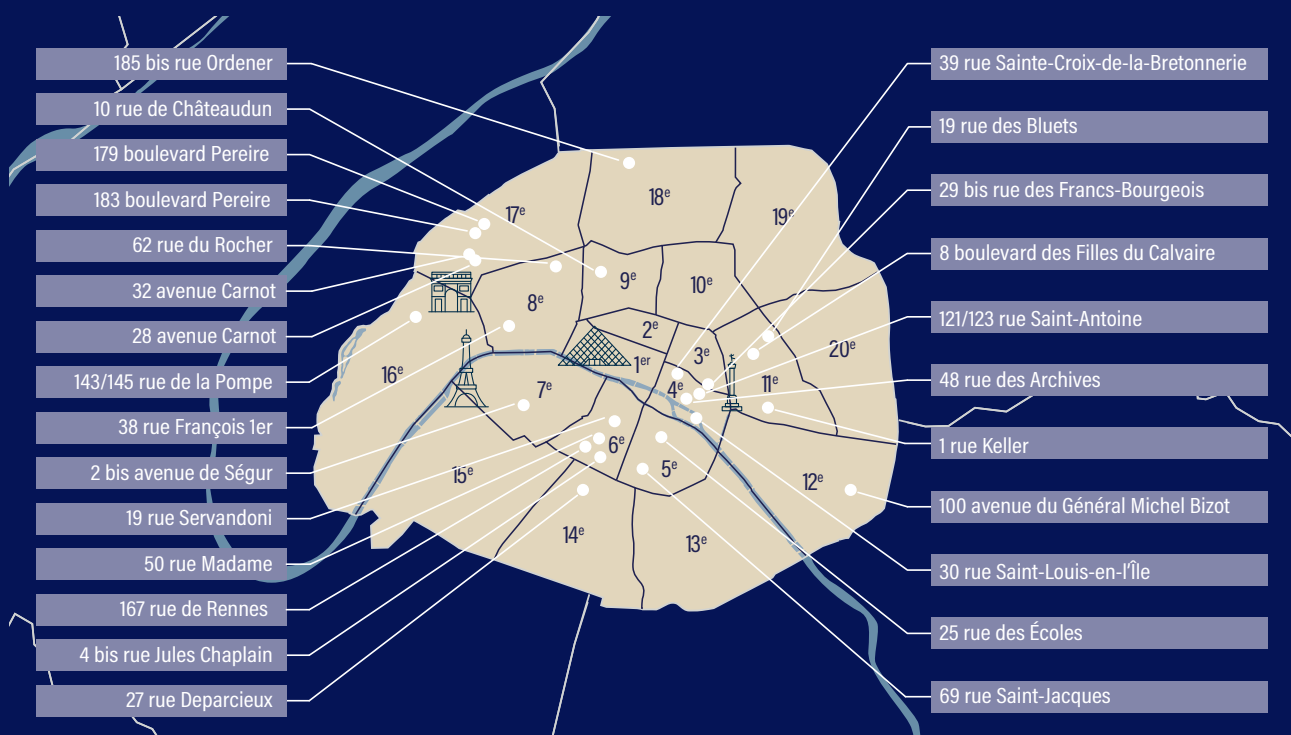 185 bis rue Ordener
10 rue de Châteaudun
179 boulevard Pereire
183 boulevard Pereire
62 rue du Rocher
32 avenue Carnot
28 avenue Carnot
143/145 rue de la Pompe
38 rue François 1er
2 bis avenue de Ségur
19 rue Servandoni
50 rue Madame
167 rue de Rennes
4 bis rue Jules Chaplain
27 rue Deparcieux
18e
17e
19e
9e
10e
8e
2e
1er
3e
20e
16e
7e
4e
11e
6e
15e
5e
12e
14e
13e
39 rue Sainte-Croix-de-la-Bretonnerie
19 rue des Bluets
29 bis rue des Francs-Bourgeois
8 boulevard des Filles du Calvaire
121/123 rue Saint-Antoine
48 rue des Archives
1 rue Keller
100 avenue du Général Michel Bizot
30 rue Saint-Louis-en-l'Île
25 rue des Écoles
69 rue Saint-Jacques